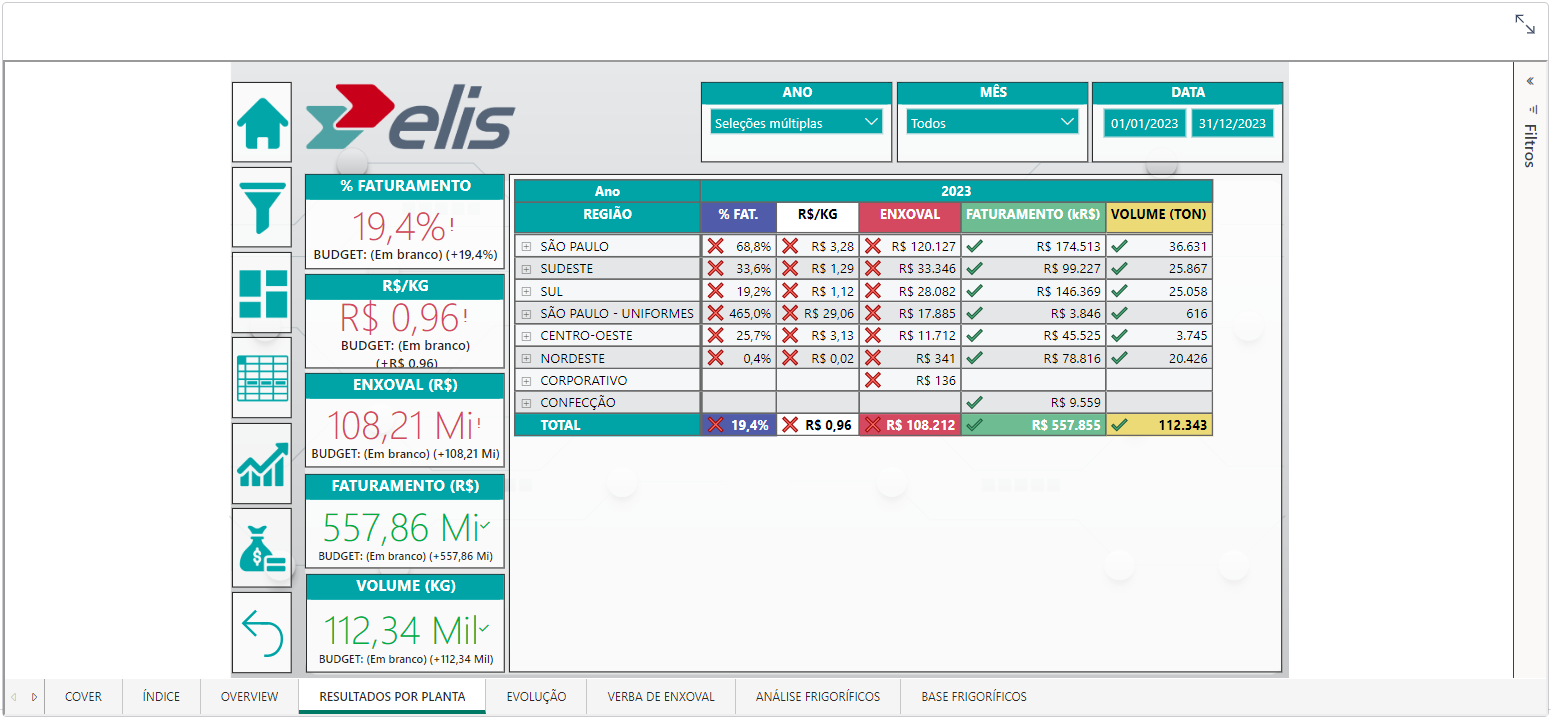 elis
ANO
Seleções múltiplas
MÊS
Todos
DATA
01/01/2023 31/12/2023
Filtros
% FATURAMENTO
19,4%!
BUDGET: (Em branco) (+19,4%)
R$/KG
R$ 0,96!
BUDGET: (Em branco)
(+R$ 0,96)
ENXOVAL (R$)
108,21 Mi!
BUDGET: (Em branco) (+108,21 Mi)
FATURAMENTO (R$)
557,86 Mi
BUDGET: (Em branco) (+557,86 Mi)
VOLUME (KG)
112,34 Mil
BUDGET: (Em branco) (+112,34 Mil)
Ano 2023
REGIÃO % FAT. R$/KG ENXOVAL FATURAMENTO (kR$) VOLUME (TON)
SÃO PAULO 68,8% R$ 3,28 R$ 120.127 R$ 174.513 36.631
SUDESTE 33,6% R$ 1,29 R$ 33.346 R$ 99.227 25.867
SUL 19,2% R$ 1,12 R$ 28.082 R$ 146.369 25.058
SÃO PAULO - UNIFORMES 465,0% R$ 29,06 R$ 17.885 R$ 3.846 616
CENTRO-OESTE 25,7% R$ 3,13 R$ 11.712 R$ 45.525 3.745
NORDESTE 0,4% R$ 0,02 R$ 341 R$ 78.816 20.426
CORPORATIVO R$ 136
CONFECÇÃO R$ 9.559
TOTAL 19,4% R$ 0,96 R$ 108.212 R$ 557.855 112.343
COVER ÍNDICE OVERVIEW RESULTADOS POR PLANTA EVOLUÇÃO VERBA DE ENXOVAL ANÁLISE FRIGORÍFICOS BASE FRIGORÍFICOS